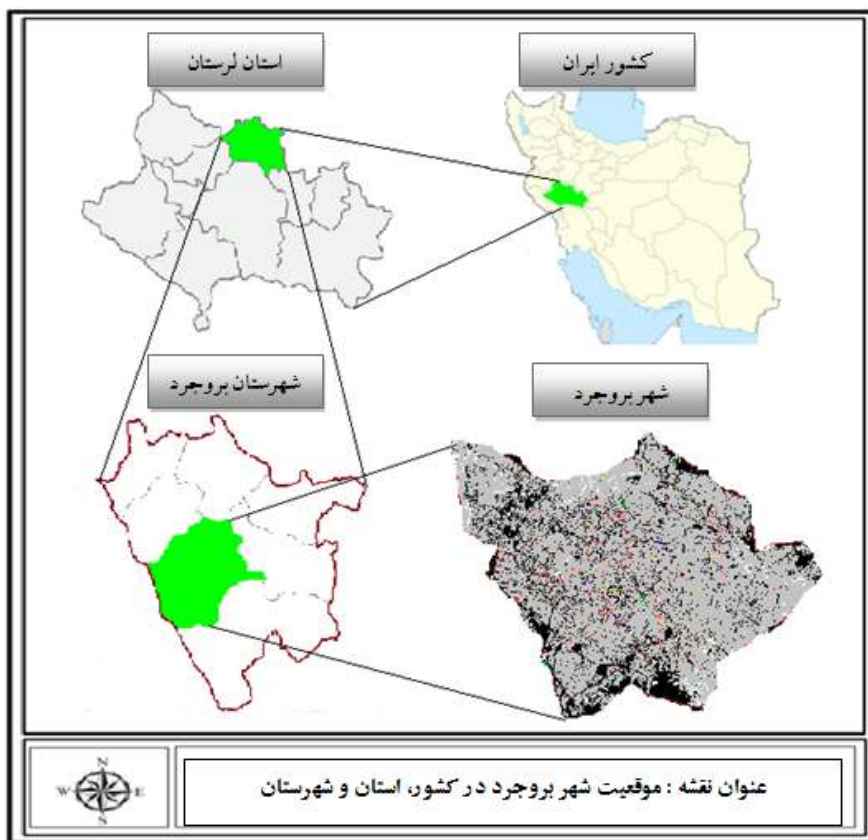 کشور ایران
استان لرستان
شهر بروجرد
شهرستان بروجرد
عنوان نقشه : موقعیت شهر بروجرد در کشور، استان و شهرستان
N
W E
S